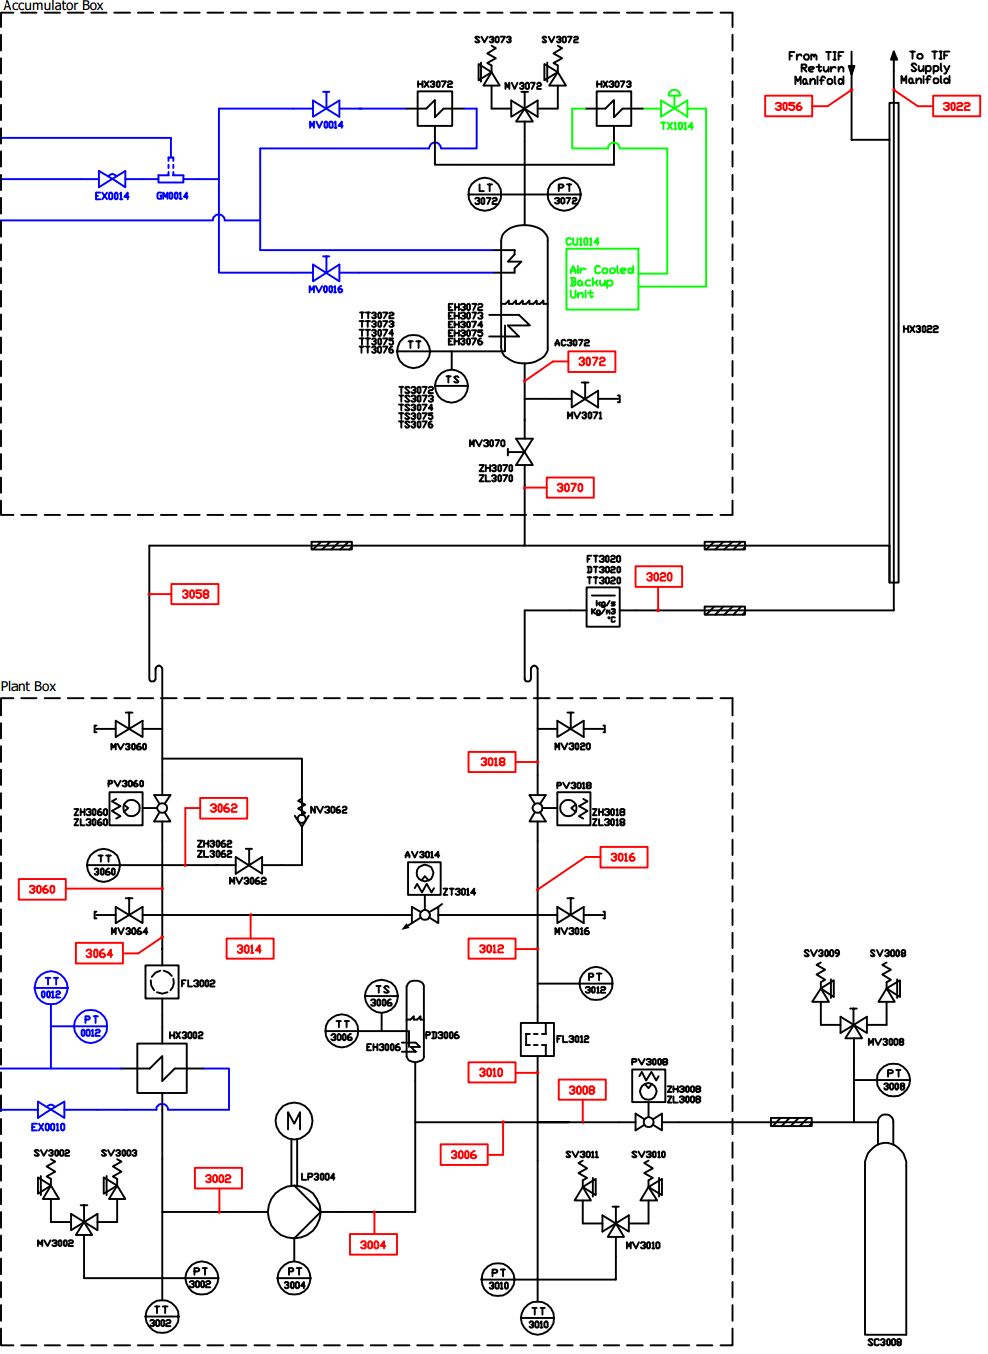 Accumulator Box
SV3073
SV3072
From TIF
Return
Manifold
To TIF
Supply
Manifold
HX3072
MV3072
HX3073
3056
3022
MV0014
TX1014
EX0014
GM0014
LT
3072
PT
3072
CU1014
Air Cooled
Backup
Unit
MV0016
TT3072
TT3073
TT3074
TT3075
TT3076
EH3072
EH3073
EH3074
EH3075
EH3076
HX3022
TT
AC3072
3072
TS
TS3072
TS3073
TS3074
TS3075
TS3076
MV3071
MV3070
ZH3070
ZL3070
3070
FT3020
DT3020
TT3020
3020
kg/s
Kg/m3
°C
3058
Plant Box
MV3060
MV3020
3018
PV3060
ZH3060
ZL3060
3062
NV3062
PV3018
ZH3018
ZL3018
ZH3062
ZL3062
TT
3060
MV3062
AV3014
ZT3014
3016
3060
MV3064
3064
3014
3012
MV3016
TT
0012
PT
0012
FL3002
TS
3006
TT
3006
PD3006
EH3006
PT
3012
SV3009
SV3008
MV3008
HX3002
FL3012
3010
3008
PV3008
ZH3008
ZL3008
PT
3008
EX0010
M
3006
SV3002
SV3003
3002
LP3004
SV3011
SV3010
3004
MV3002
MV3010
PT
3002
PT
3004
PT
3010
TT
3002
TT
3010
SC3008